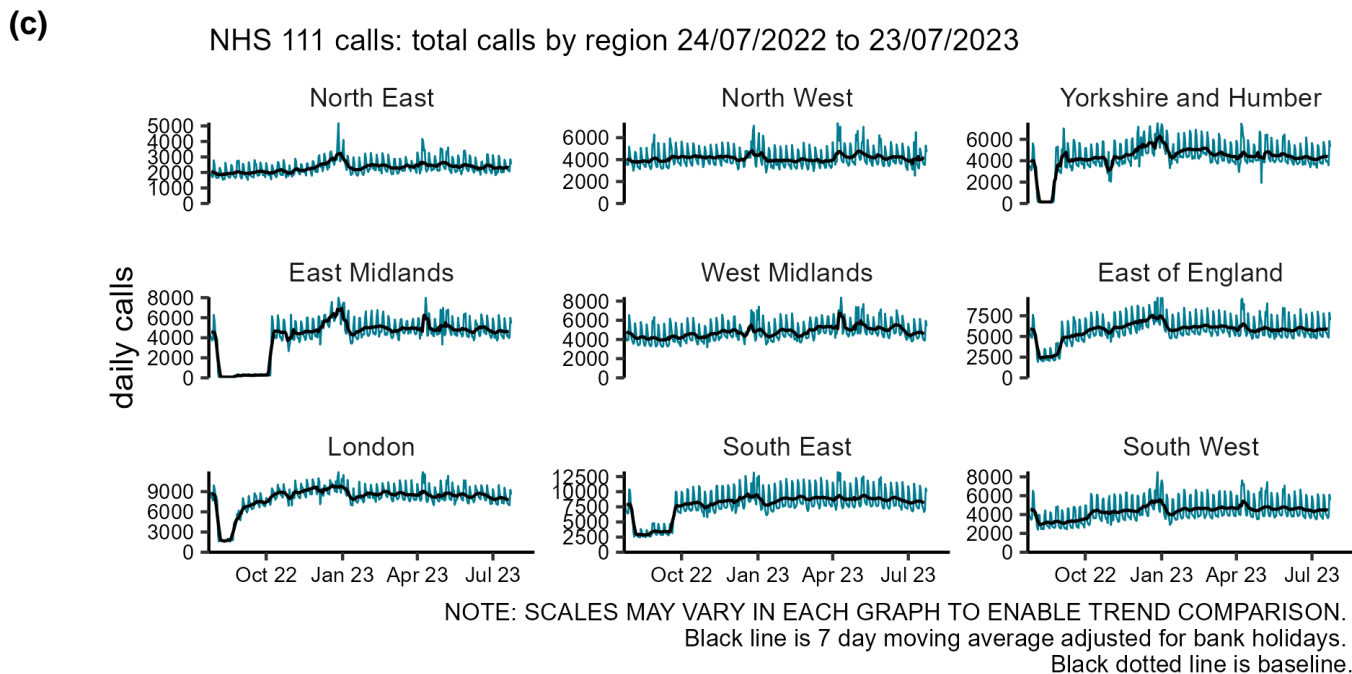 (c)
NHS 111 calls: total calls by region 24/07/2022 to 23/07/2023
North East
North West
Yorkshire and Humber
5000
4000
3000
2000
1000
0
6000
4000
2000
0
6000
4000
2000
0
daily calls
East Midlands
West Midlands
East of England
8000
6000
4000
2000
0
8000
6000
4000
2000
0
7500
5000
2500
0
London
South East
South West
9000
6000
3000
0
12500
10000
7500
5000
2500
0
8000
6000
4000
2000
0
Oct 22 Jan 23 Apr 23 Jul 23
Oct 22 Jan 23 Apr 23 Jul 23
Oct 22 Jan 23 Apr 23 Jul 23
NOTE: SCALES MAY VARY IN EACH GRAPH TO ENABLE TREND COMPARISON.
Black line is 7 day moving average adjusted for bank holidays.
Black dotted line is baseline.